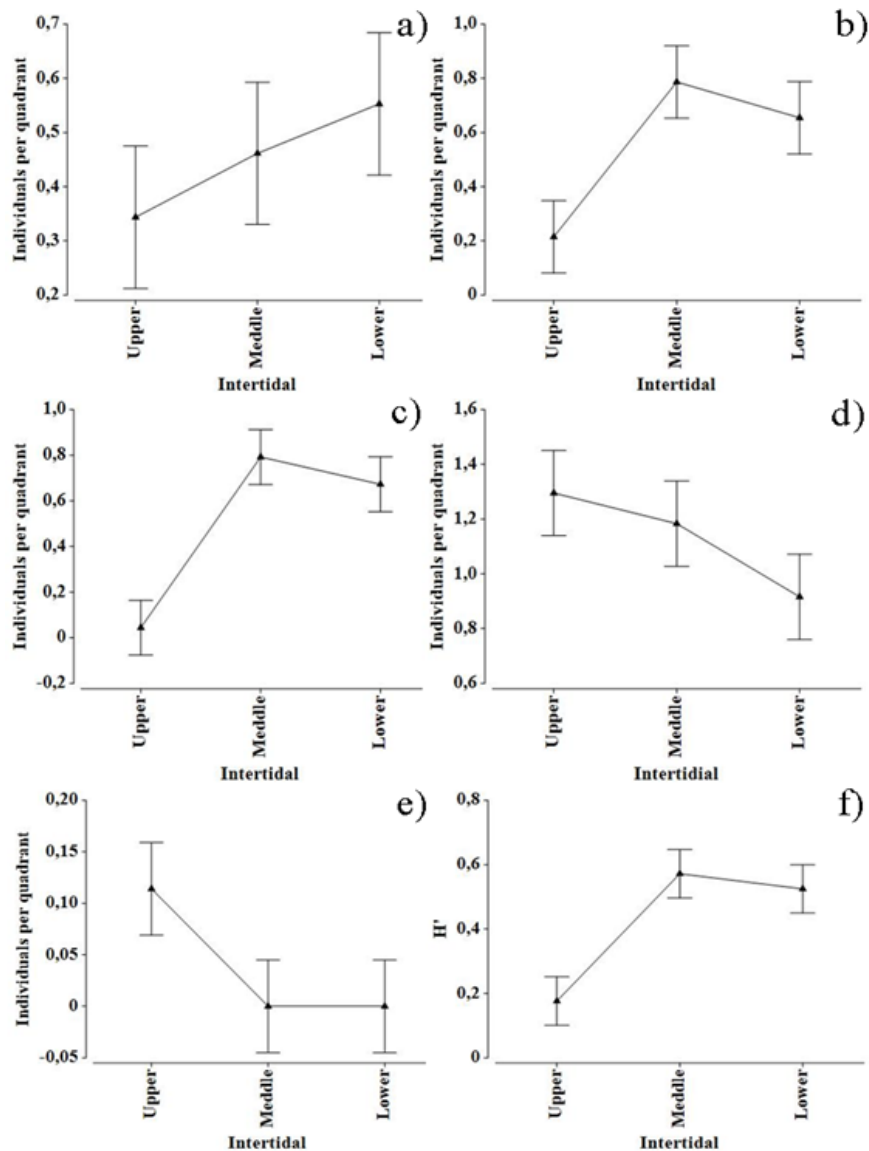 a)
Individuals per quadrant
0,7
0,6
0,5
0,4
0,3
0,2
Upper
Meddle
Lower
Intertidal
b)
Individuals per quadrant
1,0
0,8
0,6
0,4
0,2
0
Upper
Meddle
Lower
Intertidal
c)
Individuals per quadrant
1,0
0,8
0,6
0,4
0,2
0
-0,2
Upper
Meddle
Lower
Intertidal
d)
Individuals per quadrant
1,6
1,4
1,2
1,0
0,8
0,6
Upper
Meddle
Lower
Intertidial
e)
Individuals per quadrant
0,20
0,15
0,10
0,05
0
-0,05
Upper
Meddle
Lower
Intertidal
f)
H'
0,8
0,6
0,4
0,2
0
Upper
Meddle
Lower
Intertidal